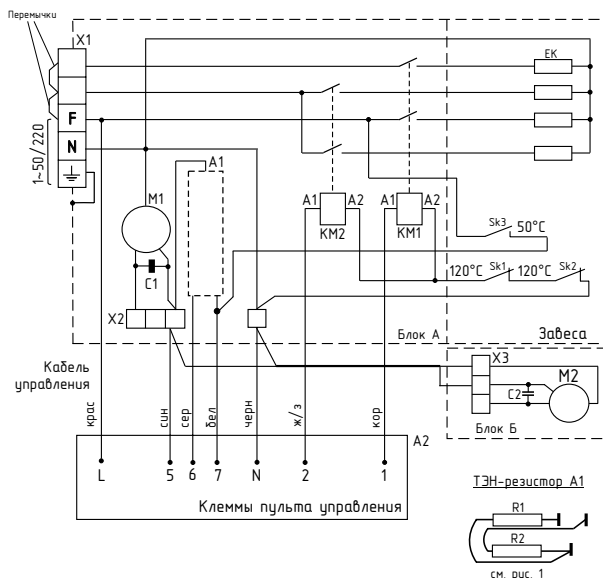 Перемычки
X1
EK
F
N
1~50/220
A1
M1
C1
A1 A2
KM2
A1 A2
KM1
Sk3
50°C
120°C
Sk1
120°C
Sk2
X2
Блок А
Завеса
X3
M2
C2
Блок Б
Кабель
управления
крас
син
сер
бел
черн
ж/з
кор
A2
L 5 6 7 N 2 1
Клеммы пульта управления
ТЭН-резистор А1
R1
R2
см. рис. 1